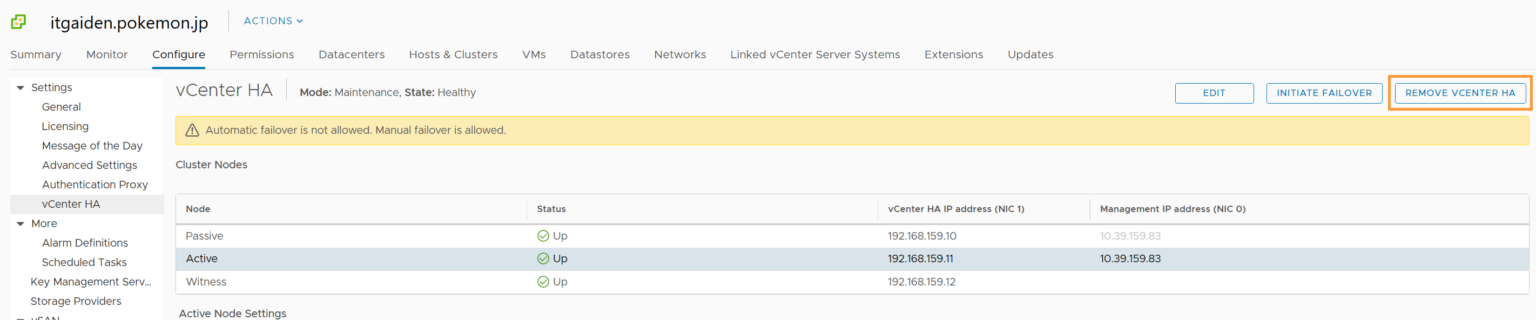 itgaiden.pokemon.jp
ACTIONS
Summary Monitor Configure Permissions Datacenters Hosts & Clusters VMs Datastores Networks Linked vCenter Server Systems Extensions Updates
Settings
General
Licensing
Message of the Day
Advanced Settings
Authentication Proxy
vCenter HA
More
Alarm Definitions
Scheduled Tasks
Key Management Serv...
Storage Providers
vSAN
vCenter HA
Mode: Maintenance, State: Healthy
EDIT
INITIATE FAILOVER
REMOVE VCENTER HA
Automatic failover is not allowed. Manual failover is allowed.
Cluster Nodes
Node Status vCenter HA IP address (NIC 1) Management IP address (NIC 0)
Passive Up 192.168.159.10 10.39.159.83
Active Up 192.168.159.11 10.39.159.83
Witness Up 192.168.159.12
Active Node Settings